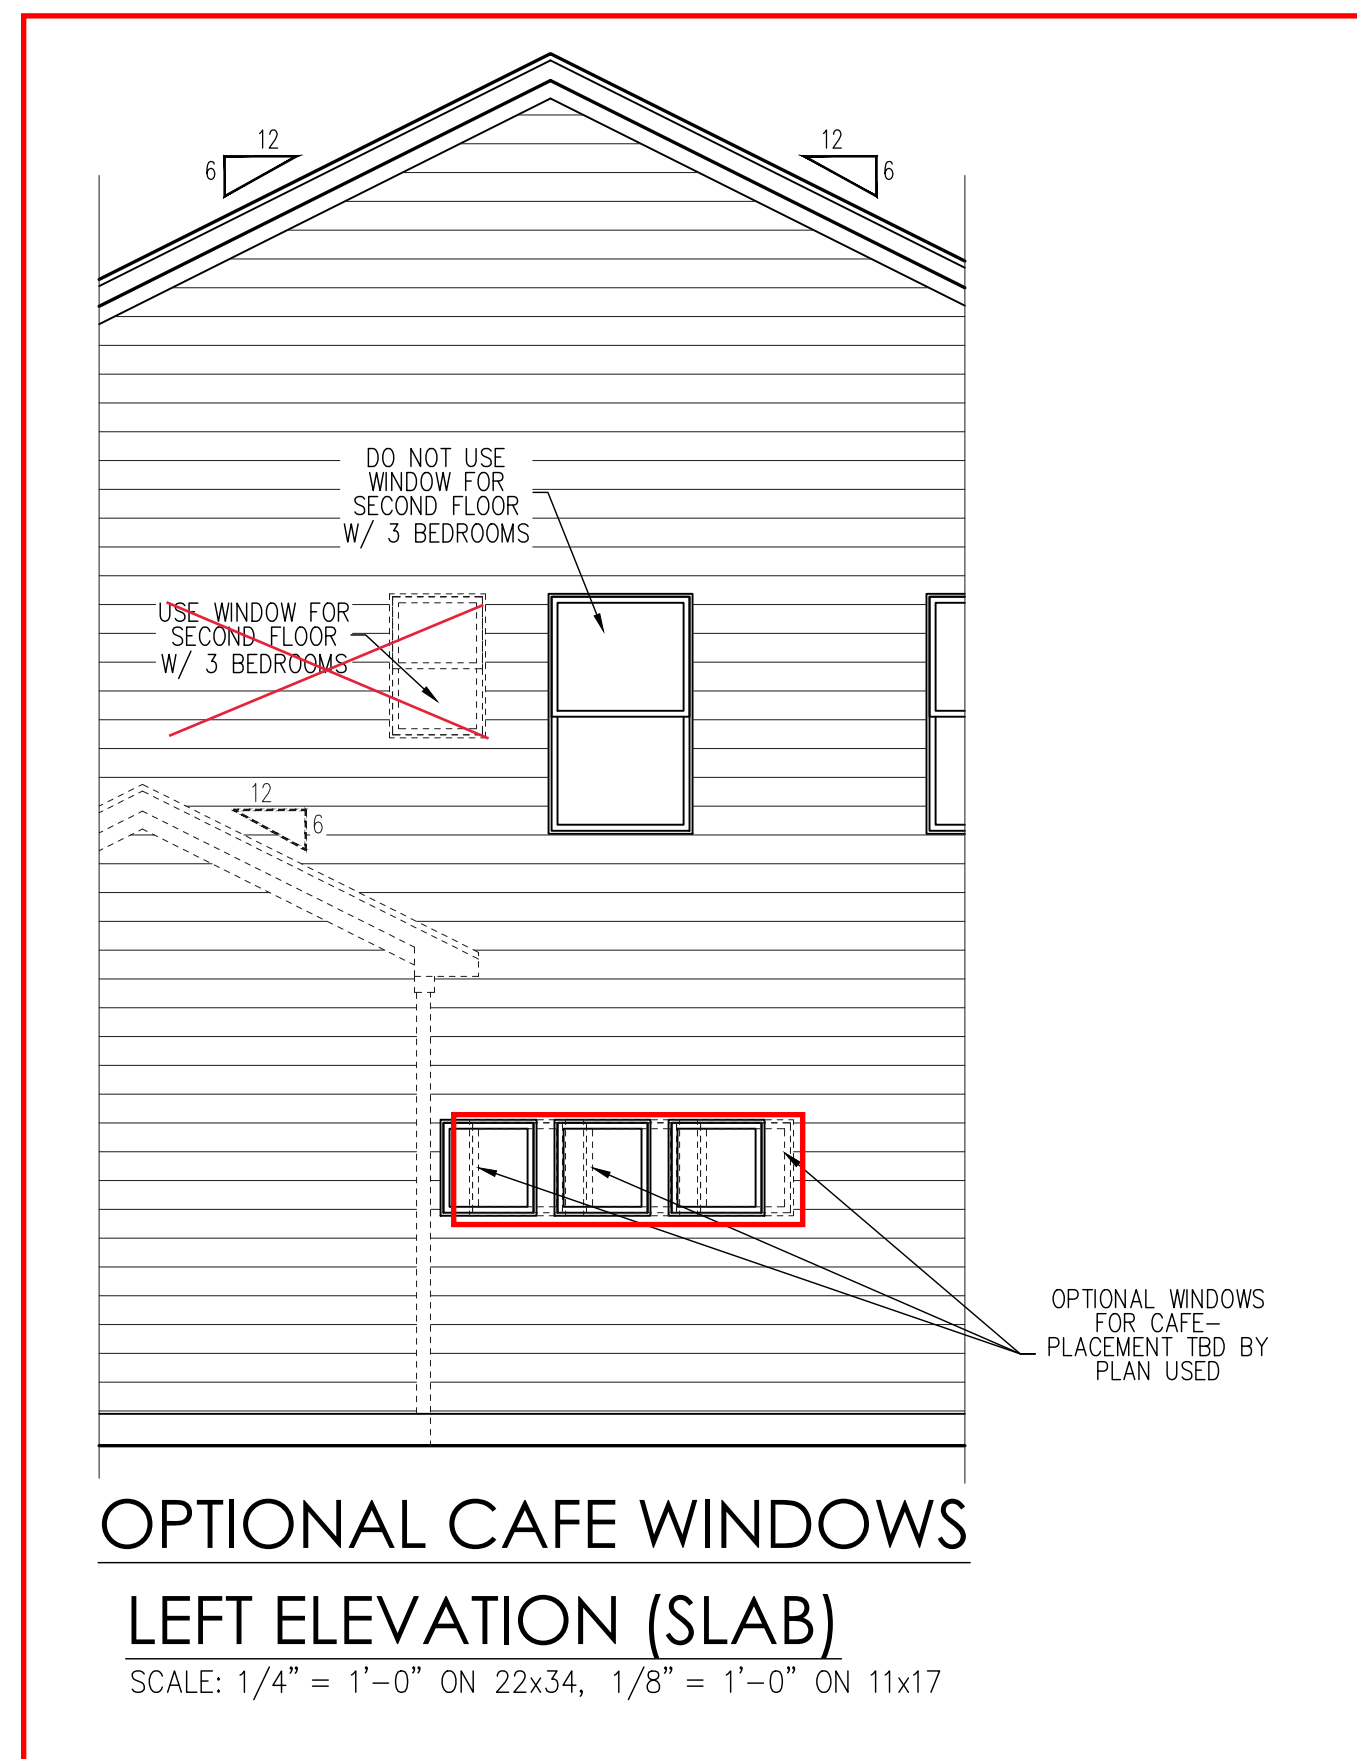 12
6
12
6
DO NOT USE
WINDOW FOR
SECOND FLOOR
W/ 3 BEDROOMS
USE WINDOW FOR
SECOND FLOOR
W/ 3 BEDROOMS
12
6
OPTIONAL WINDOWS
FOR CAFE-
PLACEMENT TBD BY
PLAN USED
OPTIONAL CAFE WINDOWS
LEFT ELEVATION (SLAB)
SCALE: 1/4" = 1'-0" ON 22x34, 1/8" = 1'-0" ON 11x17